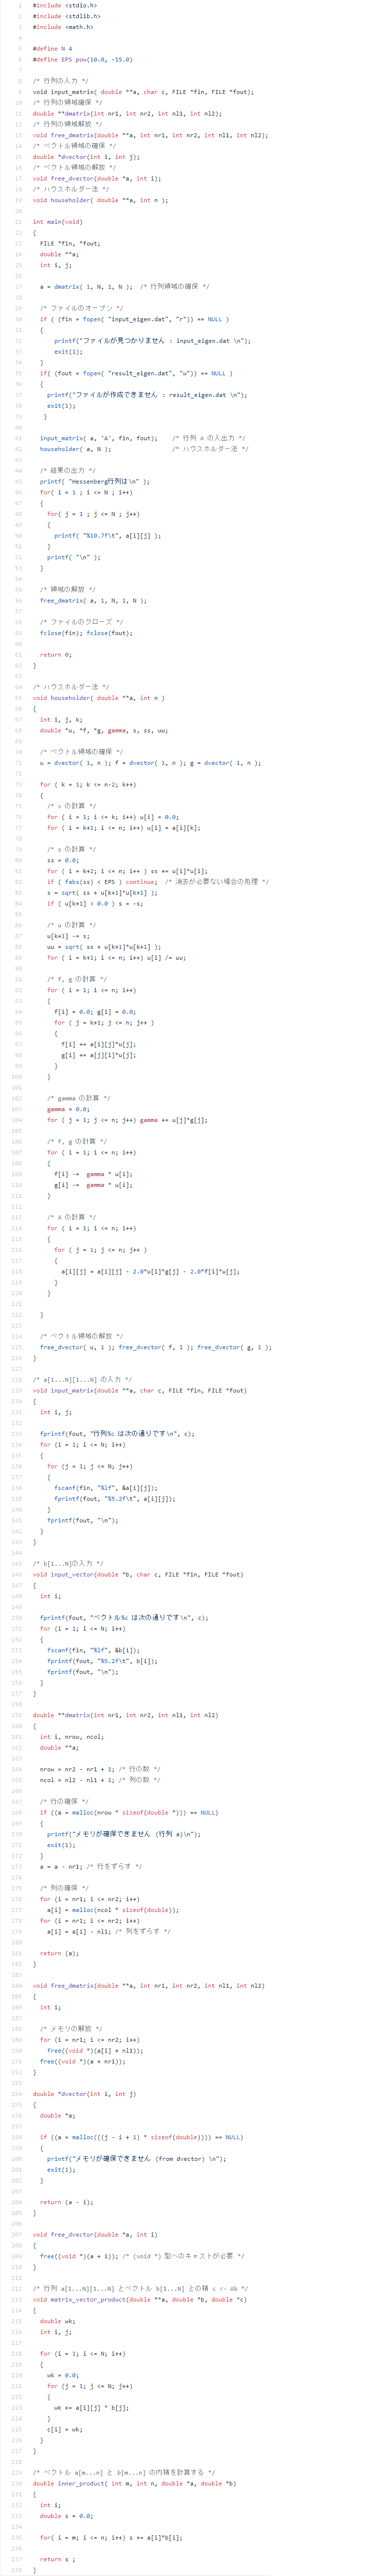 1 #include <stdio.h>
2 #include <stdlib.h>
3 #include <math.h>
4
5 #define N 4
6 #define EPS pow(10.0, -15.0)
7
8 /* 行列の入力 */
9 void input_matrix( double **a, char c, FILE *fin, FILE *fout);
10 /* 行列の領域確保 */
11 double **dmatrix(int nr1, int nr2, int nl1, int nl2);
12 /* 行列の領域解放 */
13 void free_dmatrix(double **a, int nr1, int nr2, int nl1, int nl2);
14 /* ベクトル領域の確保 */
15 double *dvector(int i, int j);
16 /* ベクトル領域の解放 */
17 void free_dvector(double *a, int i);
18 /* ハウスホルダー法 */
19 void householder( double **a, int n );
20
21 int main(void)
22 {
23 FILE *fin, *fout;
24 double **a;
25 int i, j;
26
27 a = dmatrix( 1, N, 1, N ); /* 行列領域の確保 */
28
29 /* ファイルのオープン */
30 if ( (fin = fopen( "input_eigen.dat", "r")) == NULL )
31 {
32 printf("ファイルが見つかりません : input_eigen.dat \n");
33 exit(1);
34 }
35 if( (fout = fopen( "result_eigen.dat", "w")) == NULL )
36 {
37 printf("ファイルが作成できません : result_eigen.dat \n");
38 exit(1);
39 }
40
41 input_matrix( a, 'A', fin, fout); /* 行列 A の入出力 */
42 householder( a, N ); /* ハウスホルダー法 */
43
44 /* 結果の出力 */
45 printf( "Hessenberg行列は\n" );
46 for( i = 1 ; i <= N ; i++)
47 {
48 for( j = 1 ; j <= N ; j++)
49 {
50 printf( "%10.7f\t", a[i][j] );
51 }
52 printf( "\n" );
53 }
54
55 /* 領域の解放 */
56 free_dmatrix( a, 1, N, 1, N );
57
58 /* ファイルのクローズ */
59 fclose(fin); fclose(fout);
60
61 return 0;
62 }
63
64 /* ハウスホルダー法 */
65 void householder( double **a, int n )
66 {
67 int i, j, k;
68 double *u, *f, *g, gamma, s, ss, uu;
69
70 /* ベクトル領域の確保 */
71 u = dvector( 1, n ); f = dvector( 1, n ); g = dvector( 1, n );
72
73 for ( k = 1; k <= n-2; k++)
74 {
75 /* v の計算 */
76 for ( i = 1; i <= k; i++) u[i] = 0.0;
77 for ( i = k+1; i <= n; i++) u[i] = a[i][k];
78
79 /* s の計算 */
80 ss = 0.0;
81 for ( i = k+2; i <= n; i++ ) ss += u[i]*u[i];
82 if ( fabs(ss) < EPS ) continue; /* 消去が必要ない場合の処理 */
83 s = sqrt( ss + u[k+1]*u[k+1] );
84 if ( u[k+1] > 0.0 ) s = -s;
85
86 /* u の計算 */
87 u[k+1] -= s;
88 uu = sqrt( ss + u[k+1]*u[k+1] );
89 for ( i = k+1; i <= n; i++) u[i] /= uu;
90
91 /* f, g の計算 */
92 for ( i = 1; i <= n; i++)
93 {
94 f[i] = 0.0; g[i] = 0.0;
95 for ( j = k+1; j <= n; j++ )
96 {
97 f[i] += a[i][j]*u[j];
98 g[i] += a[j][i]*u[j];
99 }
100 }
101
102 /* gamma の計算 */
103 gamma = 0.0;
104 for ( j = 1; j <= n; j++) gamma += u[j]*g[j];
105
106 /* f, g の計算 */
107 for ( i = 1; i <= n; i++)
108 {
109 f[i] -= gamma * u[i];
110 g[i] -= gamma * u[i];
111 }
112
113 /* A の計算 */
114 for ( i = 1; i <= n; i++)
115 {
116 for ( j = 1; j <= n; j++ )
117 {
118 a[i][j] = a[i][j] - 2.0*u[i]*g[j] - 2.0*f[i]*u[j];
119 }
120 }
121
122 }
123
124 /* ベクトル領域の解放 */
125 free_dvector( u, 1 ); free_dvector( f, 1 ); free_dvector( g, 1 );
126 }
127
128 /* a[1...N][1...N] の入力 */
129 void input_matrix(double **a, char c, FILE *fin, FILE *fout)
130 {
131 int i, j;
132
133 fprintf(fout, "行列%c は次の通りです\n", c);
134 for (i = 1; i <= N; i++)
135 {
136 for (j = 1; j <= N; j++)
137 {
138 fscanf(fin, "%lf", &a[i][j]);
139 fprintf(fout, "%5.2f\t", a[i][j]);
140 }
141 fprintf(fout, "\n");
142 }
143 }
144
145 /* b[1...N]の入力 */
146 void input_vector(double *b, char c, FILE *fin, FILE *fout)
147 {
148 int i;
149
150 fprintf(fout, "ベクトル%c は次の通りです\n", c);
151 for (i = 1; i <= N; i++)
152 {
153 fscanf(fin, "%lf", &b[i]);
154 fprintf(fout, "%5.2f\t", b[i]);
155 fprintf(fout, "\n");
156 }
157 }
158
159 double **dmatrix(int nr1, int nr2, int nl1, int nl2)
160 {
161 int i, nrow, ncol;
162 double **a;
163
164 nrow = nr2 - nr1 + 1; /* 行の数 */
165 ncol = nl2 - nl1 + 1; /* 列の数 */
166
167 /* 行の確保 */
168 if ((a = malloc(nrow * sizeof(double *))) == NULL)
169 {
170 printf("メモリが確保できません (行列 a)\n");
171 exit(1);
172 }
173 a = a - nr1; /* 行をずらす */
174
175 /* 列の確保 */
176 for (i = nr1; i <= nr2; i++)
177 a[i] = malloc(ncol * sizeof(double));
178 for (i = nr1; i <= nr2; i++)
179 a[i] = a[i] - nl1; /* 列をずらす */
180
181 return (a);
182 }
183
184 void free_dmatrix(double **a, int nr1, int nr2, int nl1, int nl2)
185 {
186 int i;
187
188 /* メモリの解放 */
189 for (i = nr1; i <= nr2; i++)
190 free((void *)(a[i] + nl1));
191 free((void *)(a + nr1));
192 }
193
194 double *dvector(int i, int j)
195 {
196 double *a;
197
198 if ((a = malloc(((j - i + 1) * sizeof(double)))) == NULL)
199 {
200 printf("メモリが確保できません (from dvector) \n");
201 exit(1);
202 }
203
204 return (a - i);
205 }
206
207 void free_dvector(double *a, int i)
208 {
209 free((void *)(a + i)); /* (void *) 型へのキャストが必要 */
210 }
211
212 /* 行列 a[1...N][1...N] とベクトル b[1...N] との積 c <- Ab */
213 void matrix_vector_product(double **a, double *b, double *c)
214 {
215 double wk;
216 int i, j;
217
218 for (i = 1; i <= N; i++)
219 {
220 wk = 0.0;
221 for (j = 1; j <= N; j++)
222 {
223 wk += a[i][j] * b[j];
224 }
225 c[i] = wk;
226 }
227 }
228
229 /* ベクトル a[m...n] と b[m...n] の内積を計算する */
230 double inner_product( int m, int n, double *a, double *b)
231 {
232 int i;
233 double s = 0.0;
234
235 for( i = m; i <= n; i++) s += a[i]*b[i];
236
237 return s ;
238 }